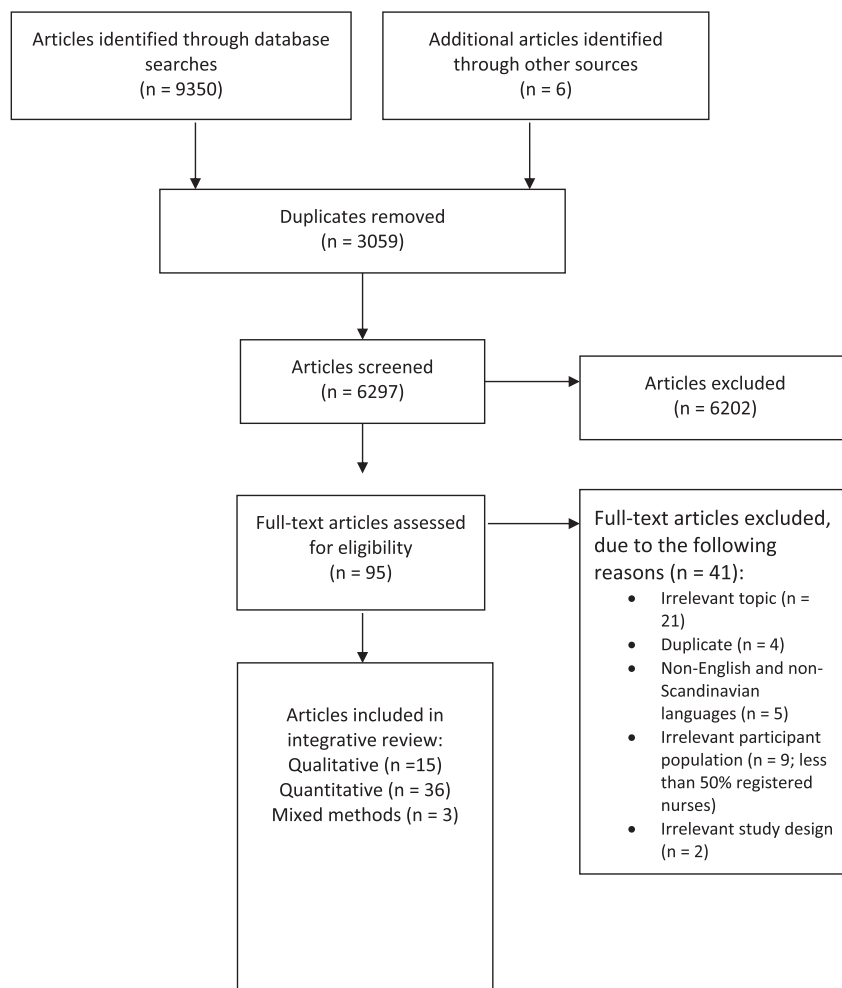 Articles identified through database
searches
(n = 9350)
Additional articles identified
through other sources
(n = 6)
Duplicates removed
(n = 3059)
Articles screened
(n = 6297)
Articles excluded
(n = 6202)
Full-text articles assessed
for eligibility
(n = 95)
Full-text articles excluded,
due to the following
reasons (n = 41):
• Irrelevant topic (n =
21)
• Duplicate (n = 4)
• Non-English and non-
Scandinavian
languages (n = 5)
• Irrelevant participant
population (n = 9; less
than 50% registered
nurses)
• Irrelevant study design
(n = 2)
Articles included in
integrative review:
Qualitative (n =15)
Quantitative (n = 36)
Mixed methods (n = 3)